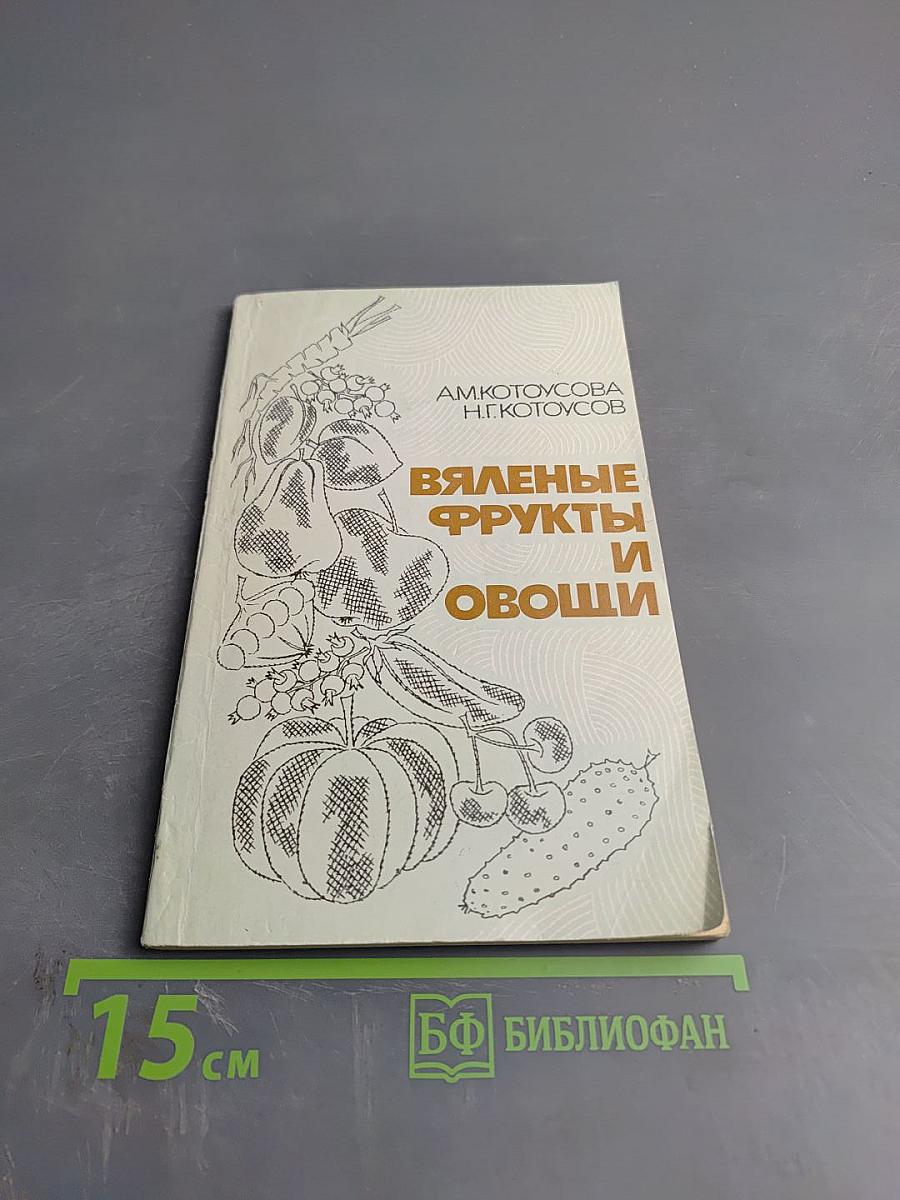 А.М.КОТОУСОВА
Н.Г.КОТОУСОВ
ВЯЛЕНЫЕ
ФРУКТЫ
И
ОВОЩИ
15 см
БФ БИБЛИОФАН